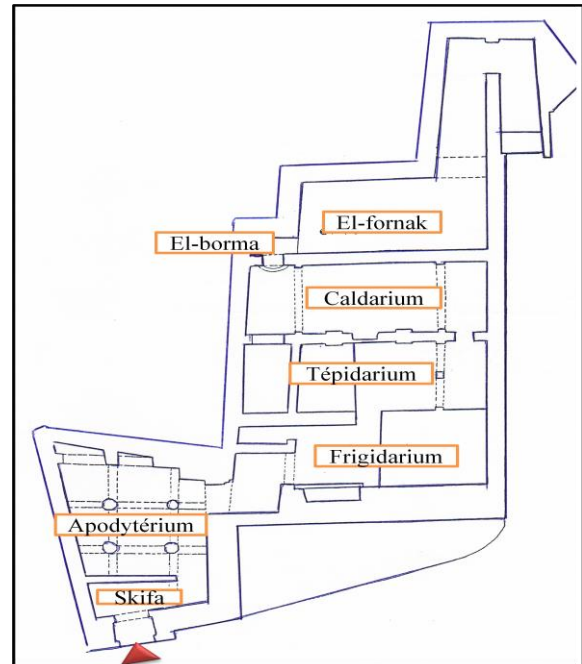 El-fornak
El-borma
Caldarium
Tépidarium
Frigidarium
Apodytérium
Skifa